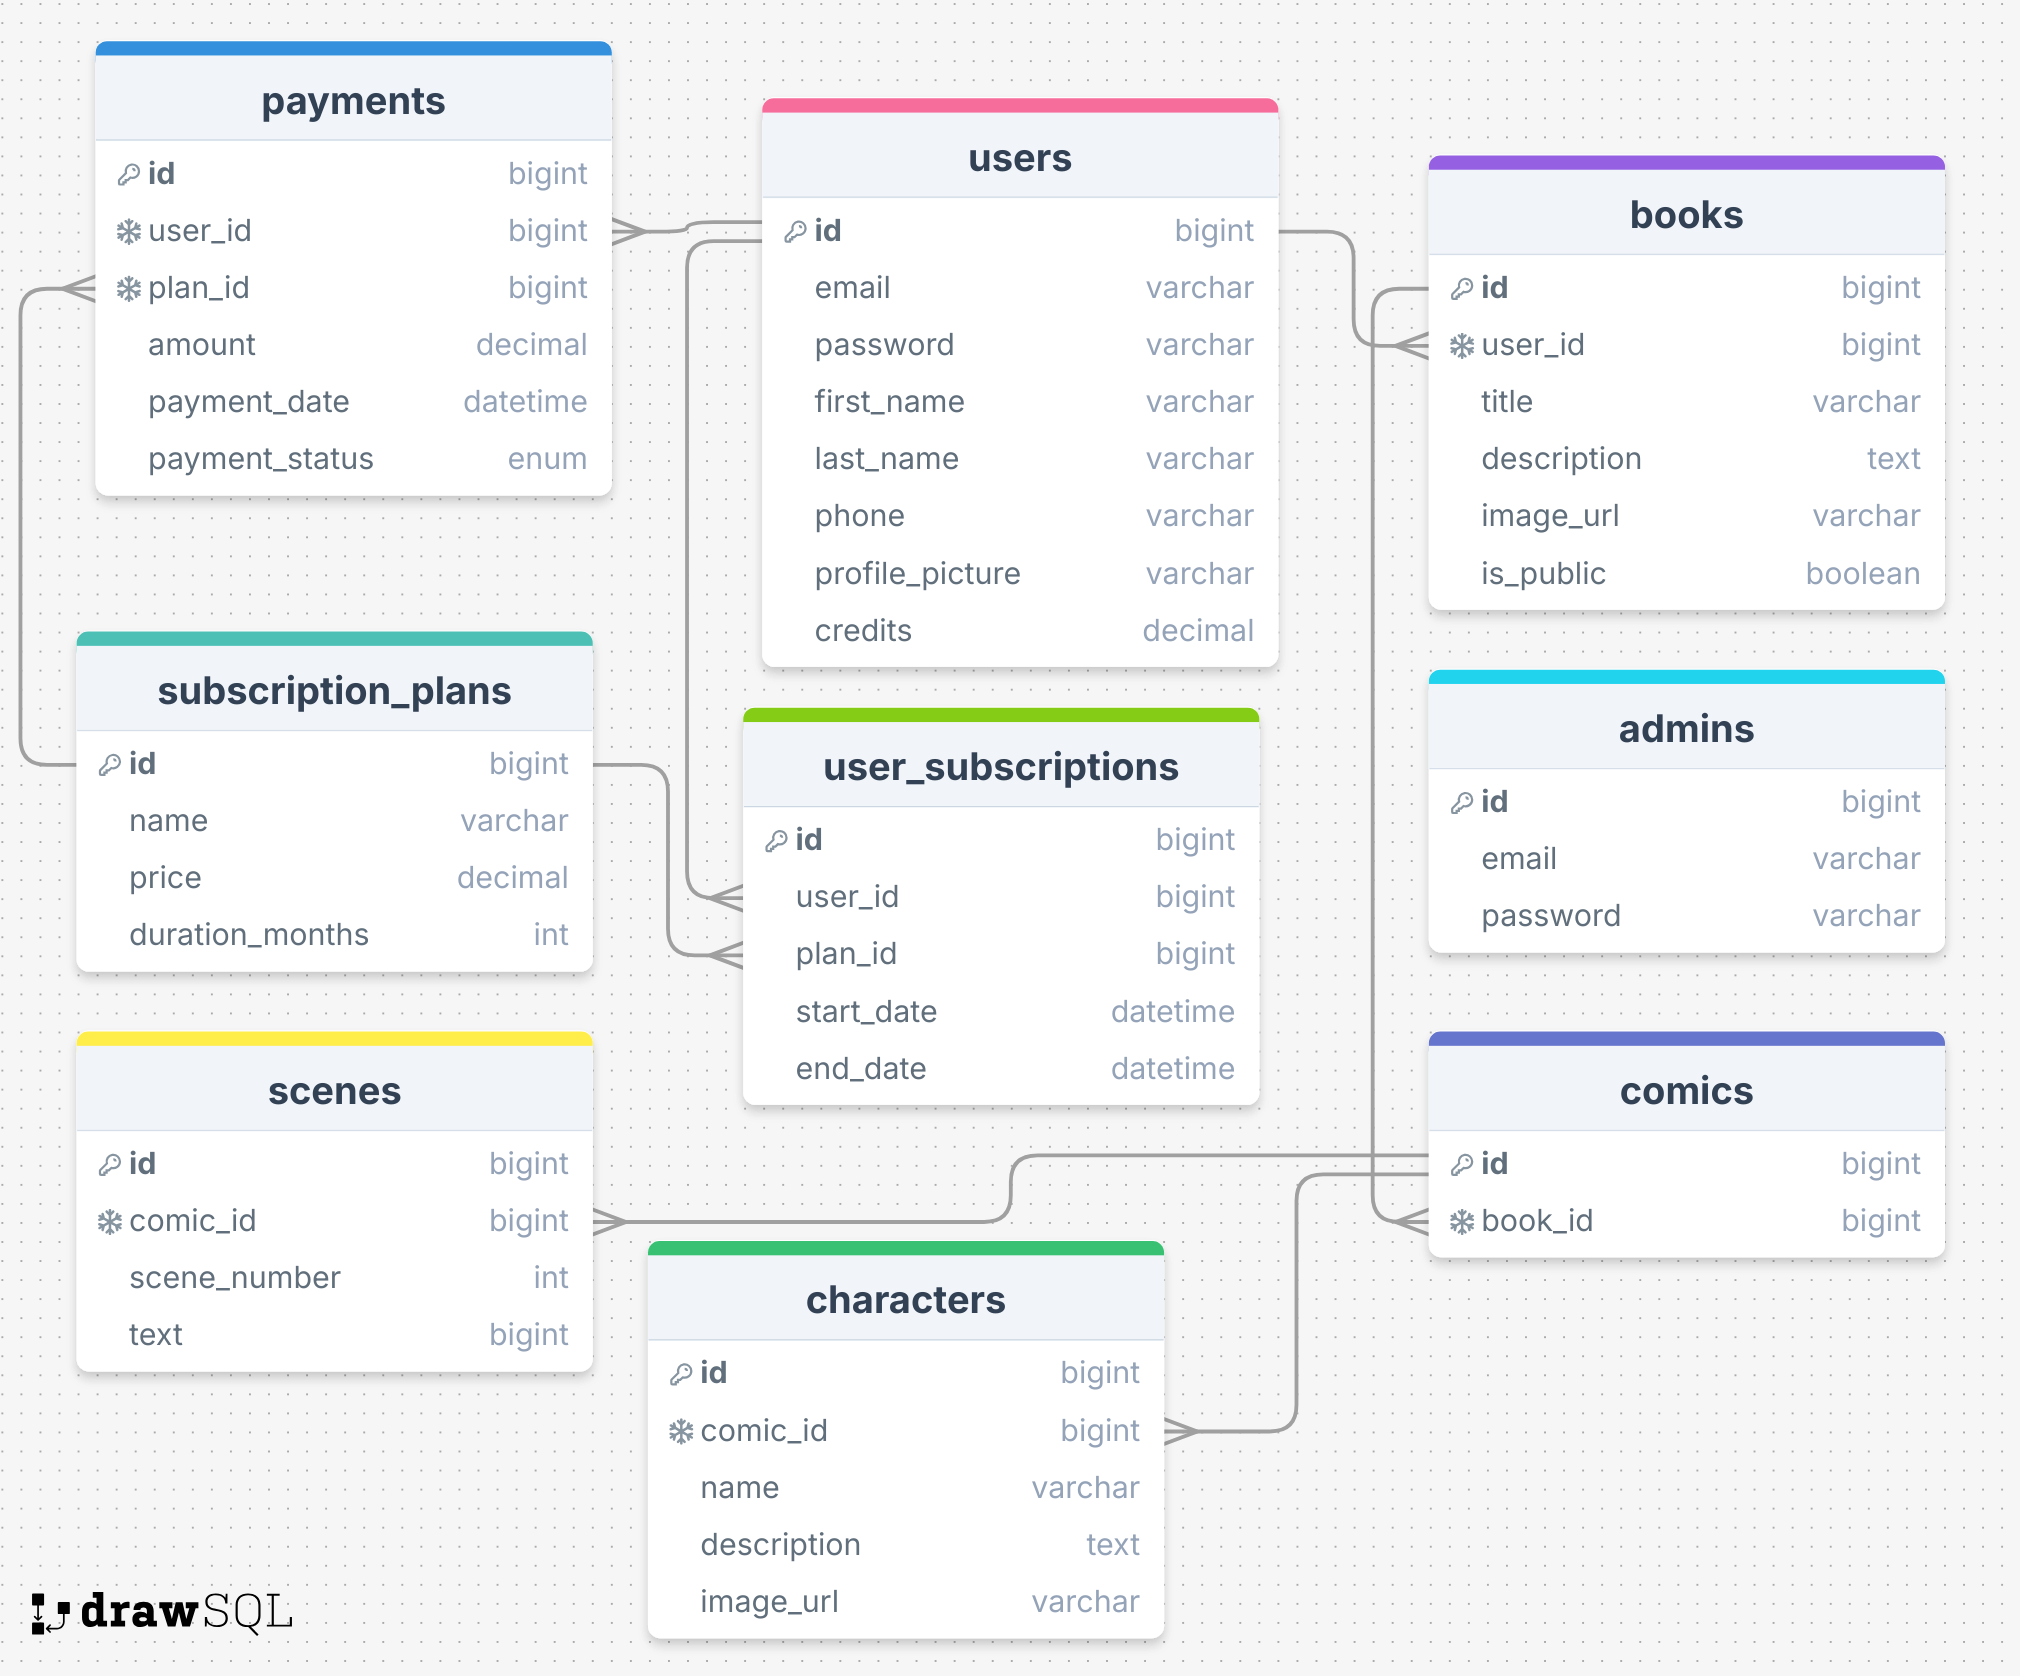 payments
id bigint
user_id bigint
plan_id bigint
amount decimal
payment_date datetime
payment_status enum
users
id bigint
email varchar
password varchar
first_name varchar
last_name varchar
phone varchar
profile_picture varchar
credits decimal
books
id bigint
user_id bigint
title varchar
description text
image_url varchar
is_public boolean
subscription_plans
id bigint
name varchar
price decimal
duration_months int
user_subscriptions
id bigint
user_id bigint
plan_id bigint
start_date datetime
end_date datetime
admins
id bigint
email varchar
password varchar
scenes
id bigint
comic_id bigint
scene_number int
text bigint
characters
id bigint
comic_id bigint
name varchar
description text
image_url varchar
comics
id bigint
book_id bigint
drawSQL